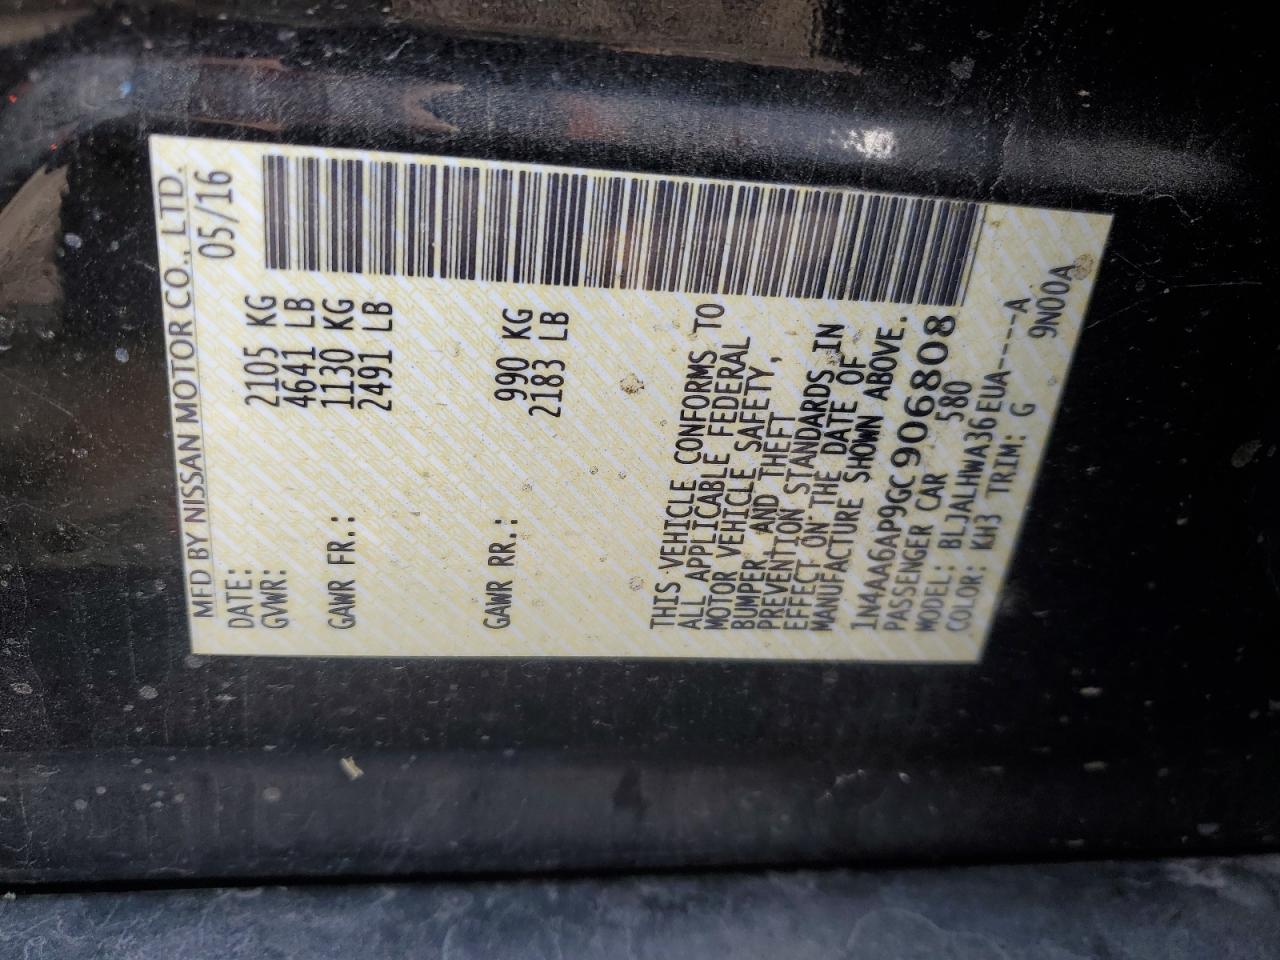 MFD BY NISSAN MOTOR CO., LTD.
DATE: 05/16
GVWR: 2105 KG
4641 LB
GAWR FR.: 1130 KG
2491 LB
GAWR RR.: 990 KG
2183 LB
THIS VEHICLE CONFORMS TO
ALL APPLICABLE FEDERAL
MOTOR VEHICLE SAFETY,
BUMPER AND THEFT
PREVENTION STANDARDS IN
EFFECT ON THE DATE OF
MANUFACTURE SHOWN ABOVE.
1N4AA6AP9GC906808
PASSENGER CAR 580
MODEL: BLJALHWA36EUA-----A
COLOR: KH3 TRIM: G 9N00A